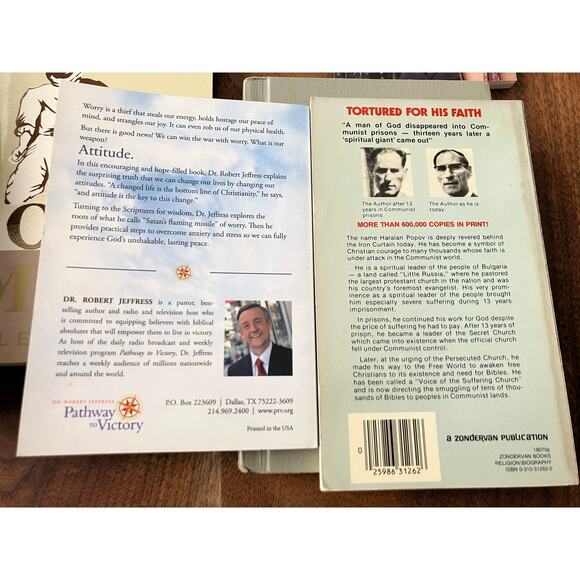 Worry is a thief that steals our energy, holds hostage our peace of
mind, and strangles our joy. It can even rob us of our physical health.
But there is good news! We can win the war with worry. What is our
weapon?
Attitude.
In this encouraging and hope-filled book, Dr. Robert Jeffress explains
the surprising truth that we can change our lives by changing our
attitudes. "A changed life is the bottom line of Christianity," he says,
"and attitude is the key to this change."
Turning to the Scriptures for wisdom, Dr. Jeffress explores the
roots of what he calls "Satan's flaming missile" of worry. Then he
provides practical steps to overcome anxiety and stress so we can fully
experience God's unshakable, lasting peace.
DR. ROBERT JEFFRESS is a pastor, best-
selling author and radio and television host who
is committed to equipping believers with biblical
absolutes that will empower them to live in victory.
As host of the daily radio broadcast and weekly
television program Pathway to Victory, Dr. Jeffress
reaches a weekly audience of millions nationwide
and around the world.
DR. ROBERT JEFFRESS
Pathway
TO Victory
P.O. Box 223609 | Dallas, TX 75222-3609
214.969.2400 | www.ptv.org
Printed in the USA
TORTURED FOR HIS FAITH
"A man of God disappeared into Com-
munist prisons — thirteen years later a
'spiritual giant' came out"
The Author after 13
years in Communist
prisons.
The Author as he is
today.
MORE THAN 600,000 COPIES IN PRINT!
The name Haralan Popov is deeply revered behind
the Iron Curtain today. He has become a symbol of
Christian courage to many thousands whose faith is
under attack in the Communist world.
He is a spiritual leader of the people of Bulgaria
— a land called "Little Russia," where he pastored
the largest protestant church in the nation and was
his country's foremost evangelist. His very prom-
inence as a spiritual leader of the people brought
him especially severe suffering during 13 years
imprisonment.
In prisons, he continued his work for God despite
the price of suffering he had to pay. After 13 years of
prison, he became a leader of the Secret Church
which came into existence when the official church
fell under Communist control.
Later, at the urging of the Persecuted Church, he
made his way to the Free World to awaken free
Christians to its existence and need for Bibles. He
has been called a "Voice of the Suffering Church"
and is now directing the smuggling of tens of thous-
ands of Bibles to peoples in Communist lands.
a ZONDERVAN PUBLICATION
18070p
ZONDERVAN BOOKS
RELIGION/BIOGRAPHY
ISBN 0-310-31262-0
0
25986 31262